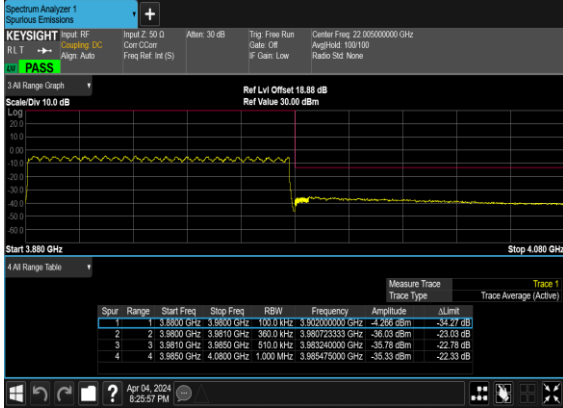 Spectrum Analyzer 1
Spurious Emissions
+
KEYSIGHT Input: RF Input Z: 50 Ω Atten: 30 dB Trig: Free Run Center Freq: 22.005000000 GHz
RLT Coupling: DC Corr CCorr Gate: Off Avg|Hold: 100/100
Align: Auto Freq Ref: Int (S) IF Gain: Low Radio Std: None
PASS
3 All Range Graph
Ref Lvl Offset 18.88 dB
Scale/Div 10.0 dB Ref Value 30.00 dBm
Log
20.0
10.0
0.00
-10.0
-20.0
-30.0
-40.0
-50.0
-60.0
Start 3.880 GHz Stop 4.080 GHz
4 All Range Table
Measure Trace Trace 1
Trace Type Trace Average (Active)
Spur Range Start Freq Stop Freq RBW Frequency Amplitude ΔLimit
1 1 3.8800 GHz 3.9800 GHz 100.0 kHz 3.902000000 GHz -4.266 dBm -34.27 dB
2 2 3.9800 GHz 3.9810 GHz 360.0 kHz 3.980723333 GHz -36.03 dBm -23.03 dB
3 3 3.9810 GHz 3.9850 GHz 510.0 kHz 3.983240000 GHz -35.78 dBm -22.78 dB
4 4 3.9850 GHz 4.0800 GHz 1.000 MHz 3.985475000 GHz -35.33 dBm -22.33 dB
? Apr 04, 2024
8:25:57 PM